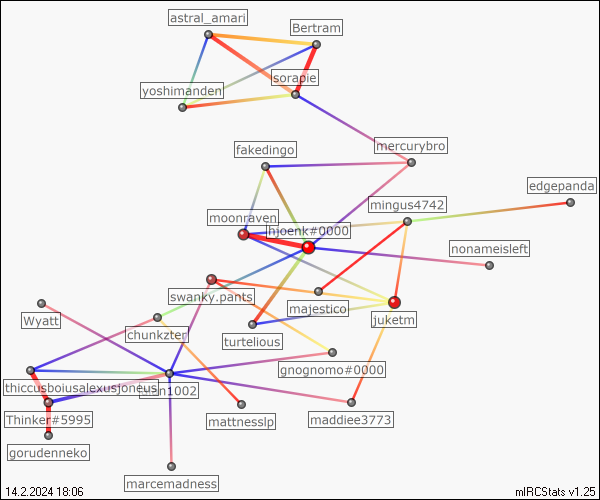 astral_amari
Bertram
sorapie
yoshimanden
mercurybro
fakedingo
edgepanda
mingus4742
moonraven
hjoenk#0000
nonameisleft
swanky.pants
majestico
Wyatt
juketm
chunkzter
turtelious
gnognomo#0000
thiccusboiusalexusjoneus
Thinker#5995
mattnesslp
maddiee3773
gorudenneko
marcemadness
14.2.2024 18:06
mIRCStats v1.25